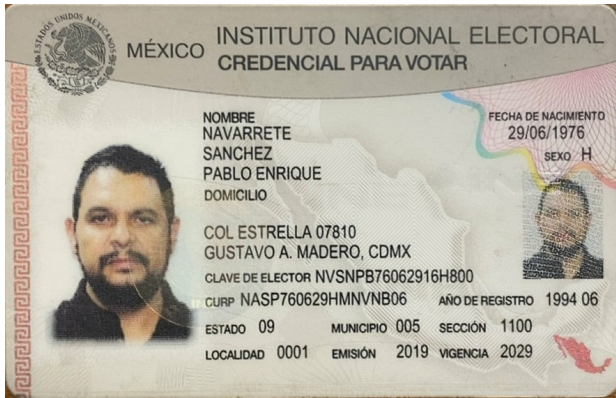 ESTADOS UNIDOS MEXICANOS
MÉXICO INSTITUTO NACIONAL ELECTORAL
CREDENCIAL PARA VOTAR
NOMBRE
NAVARRETE
SANCHEZ
PABLO ENRIQUE
FECHA DE NACIMIENTO
29/06/1976
SEXO H
DOMICILIO
COL ESTRELLA 07810
GUSTAVO A. MADERO, CDMX
CLAVE DE ELECTOR NVSNPB76062916H800
CURP NASP760629HMNVNB06 AÑO DE REGISTRO 1994 06
ESTADO 09 MUNICIPIO 005 SECCIÓN 1100
LOCALIDAD 0001 EMISIÓN 2019 VIGENCIA 2029